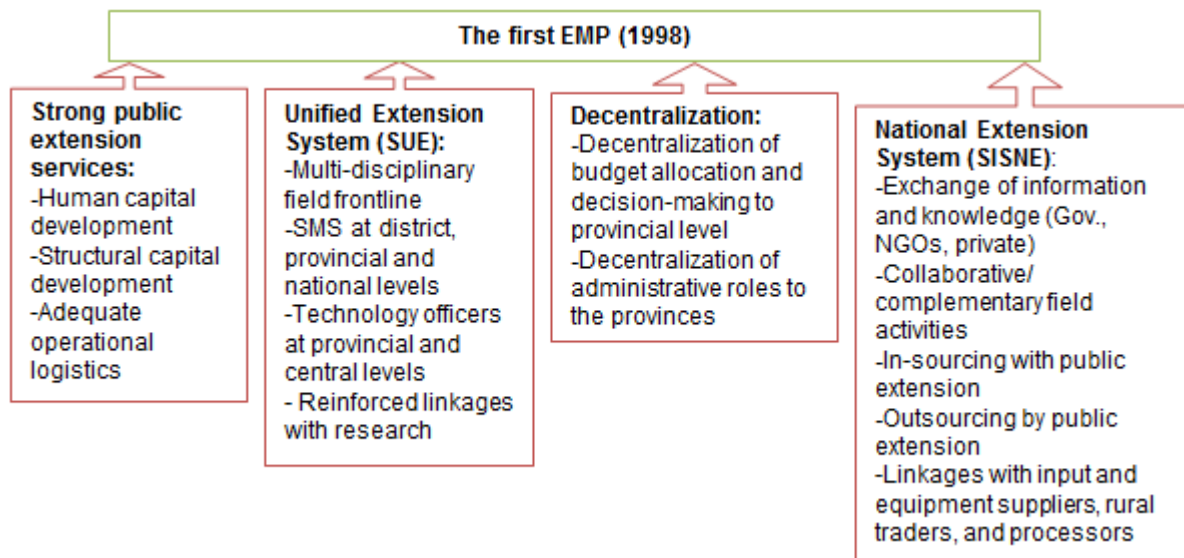 The first EMP (1998)
Strong public
extension
services:
-Human capital
development
-Structural capital
development
-Adequate
operational
logistics
Unified Extension
System (SUE):
-Multi-disciplinary
field frontline
-SMS at district,
provincial and
national levels
-Technology officers
at provincial and
central levels
- Reinforced linkages
with research
Decentralization:
-Decentralization of
budget allocation and
decision-making to
provincial level
-Decentralization of
administrative roles to
the provinces
National Extension
System (SISNE):
-Exchange of information
and knowledge (Gov.,
NGOs, private)
-Collaborative/
complementary field
activities
-In-sourcing with public
extension
-Outsourcing by public
extension
-Linkages with input and
equipment suppliers, rural
traders, and processors